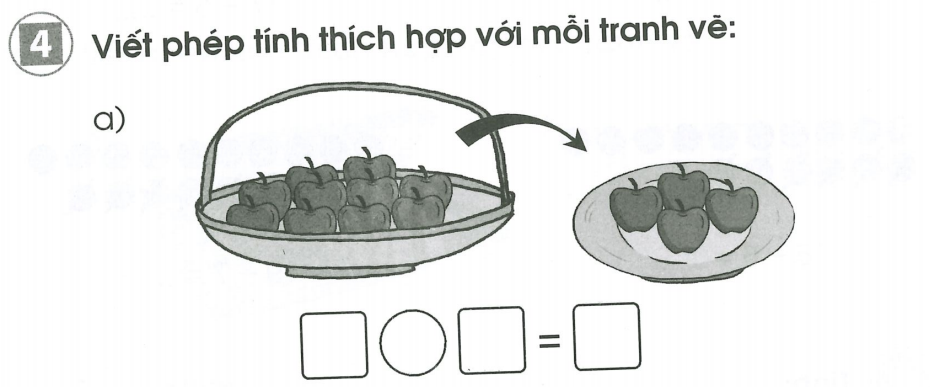 4 Viết phép tính thích hợp với mỗi tranh vẽ:
a)
=